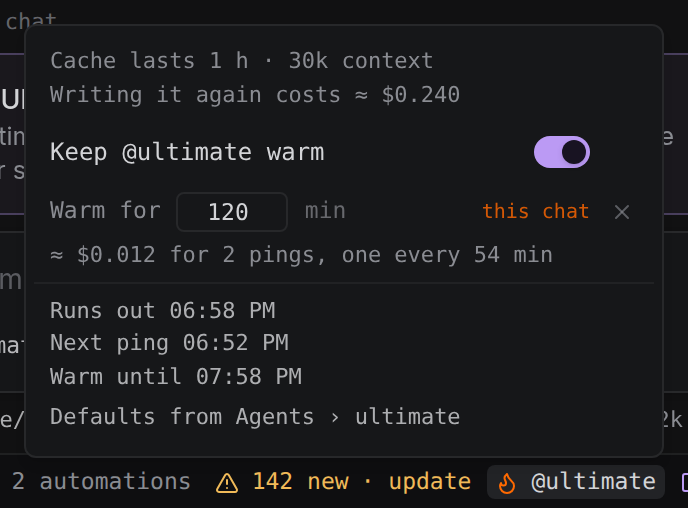 chat
Cache lasts 1 h · 30k context
Writing it again costs ≈ $0.240
Keep @ultimate warm
Warm for 120 min this chat ×
≈ $0.012 for 2 pings, one every 54 min
Runs out 06:58 PM
Next ping 06:52 PM
Warm until 07:58 PM
Defaults from Agents › ultimate
2 automations 142 new · update @ultimate